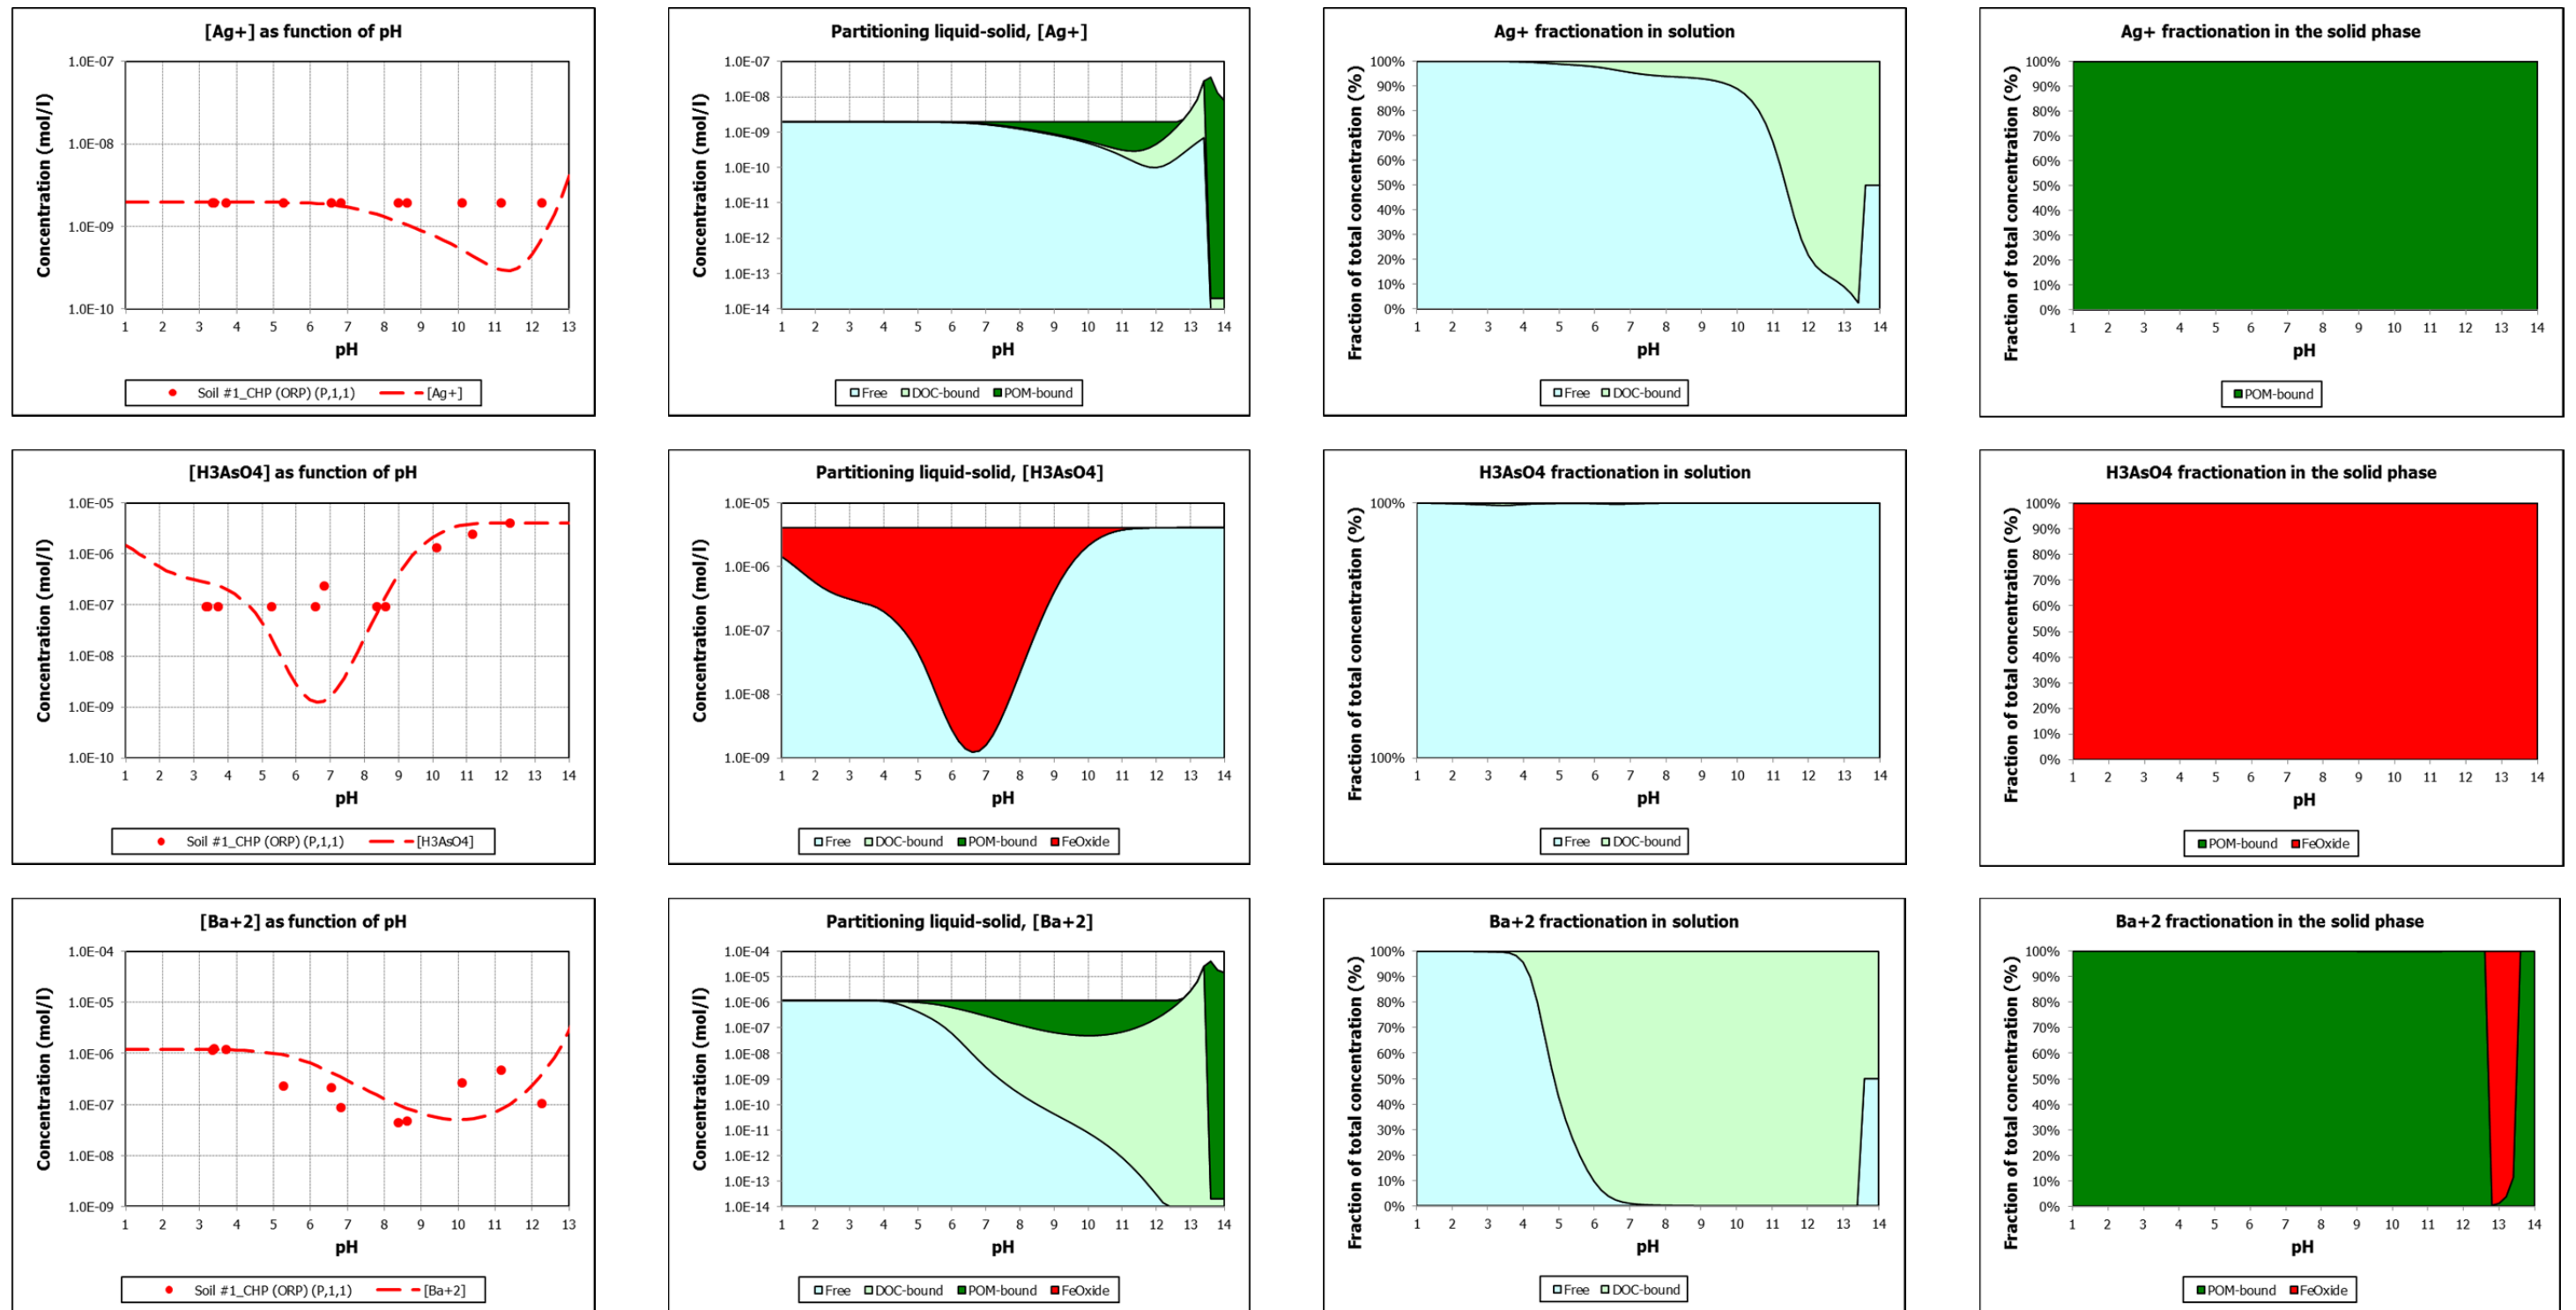 [Ag+] as function of pH
Concentration (mol/l)
1.0E-07
1.0E-08
1.0E-09
1.0E-10
1 2 3 4 5 6 7 8 9 10 11 12 13
pH
Soil #1_CHP (ORP) (P,1,1) [Ag+]
Partitioning liquid-solid, [Ag+]
Concentration (mol/l)
1.0E-07
1.0E-08
1.0E-09
1.0E-10
1.0E-11
1.0E-12
1.0E-13
1.0E-14
1 2 3 4 5 6 7 8 9 10 11 12 13 14
pH
Free DOC-bound POM-bound
Ag+ fractionation in solution
Fraction of total concentration (%)
100%
90%
80%
70%
60%
50%
40%
30%
20%
10%
0%
1 2 3 4 5 6 7 8 9 10 11 12 13 14
pH
Free DOC-bound
Ag+ fractionation in the solid phase
Fraction of total concentration (%)
100%
90%
80%
70%
60%
50%
40%
30%
20%
10%
0%
1 2 3 4 5 6 7 8 9 10 11 12 13 14
pH
POM-bound
[H3AsO4] as function of pH
Concentration (mol/l)
1.0E-05
1.0E-06
1.0E-07
1.0E-08
1.0E-09
1.0E-10
1 2 3 4 5 6 7 8 9 10 11 12 13 14
pH
Soil #1_CHP (ORP) (P,1,1) [H3AsO4]
Partitioning liquid-solid, [H3AsO4]
Concentration (mol/l)
1.0E-05
1.0E-06
1.0E-07
1.0E-08
1.0E-09
1 2 3 4 5 6 7 8 9 10 11 12 13 14
pH
Free DOC-bound POM-bound FeOxide
H3AsO4 fractionation in solution
Fraction of total concentration (%)
100%
100%
1 2 3 4 5 6 7 8 9 10 11 12 13 14
pH
Free DOC-bound
H3AsO4 fractionation in the solid phase
Fraction of total concentration (%)
100%
90%
80%
70%
60%
50%
40%
30%
20%
10%
0%
1 2 3 4 5 6 7 8 9 10 11 12 13 14
pH
POM-bound FeOxide
[Ba+2] as function of pH
Concentration (mol/l)
1.0E-04
1.0E-05
1.0E-06
1.0E-07
1.0E-08
1.0E-09
1 2 3 4 5 6 7 8 9 10 11 12 13
pH
Soil #1_CHP (ORP) (P,1,1) [Ba+2]
Partitioning liquid-solid, [Ba+2]
Concentration (mol/l)
1.0E-04
1.0E-05
1.0E-06
1.0E-07
1.0E-08
1.0E-09
1.0E-10
1.0E-11
1.0E-12
1.0E-13
1.0E-14
1 2 3 4 5 6 7 8 9 10 11 12 13 14
pH
Free DOC-bound POM-bound FeOxide
Ba+2 fractionation in solution
Fraction of total concentration (%)
100%
90%
80%
70%
60%
50%
40%
30%
20%
10%
0%
1 2 3 4 5 6 7 8 9 10 11 12 13 14
pH
Free DOC-bound
Ba+2 fractionation in the solid phase
Fraction of total concentration (%)
100%
90%
80%
70%
60%
50%
40%
30%
20%
10%
0%
1 2 3 4 5 6 7 8 9 10 11 12 13 14
pH
POM-bound FeOxide